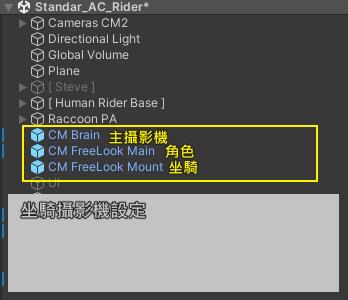 Standar_AC_Rider*
Cameras CM2
Directional Light
Global Volume
Plane
[ Steve ]
[ Human Rider Base ]
Raccoon PA
CM Brain 主攝影機
CM FreeLook Main 角色
CM FreeLook Mount 坐騎
UI
坐騎攝影機設定